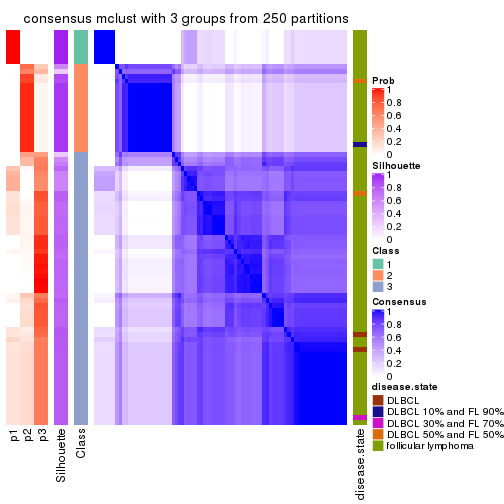 consensus mclust with 3 groups from 250 partitions
Prob
1
0.8
0.6
0.4
0.2
0
Silhouette
1
0.8
0.6
0.4
0.2
0
Class
1
2
3
Consensus
1
0.8
0.6
0.4
0.2
0
disease.state
DLBCL
DLBCL 10% and FL 90%
DLBCL 30% and FL 70%
DLBCL 50% and FL 50%
follicular lymphoma
p1
p2
p3
Silhouette
Class
disease.state